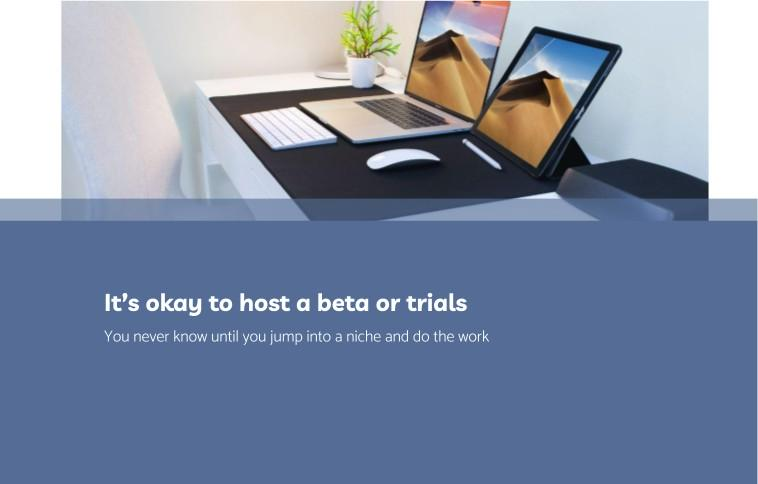 It's okay to host a beta or trials
You never know until you jump into a niche and do the work